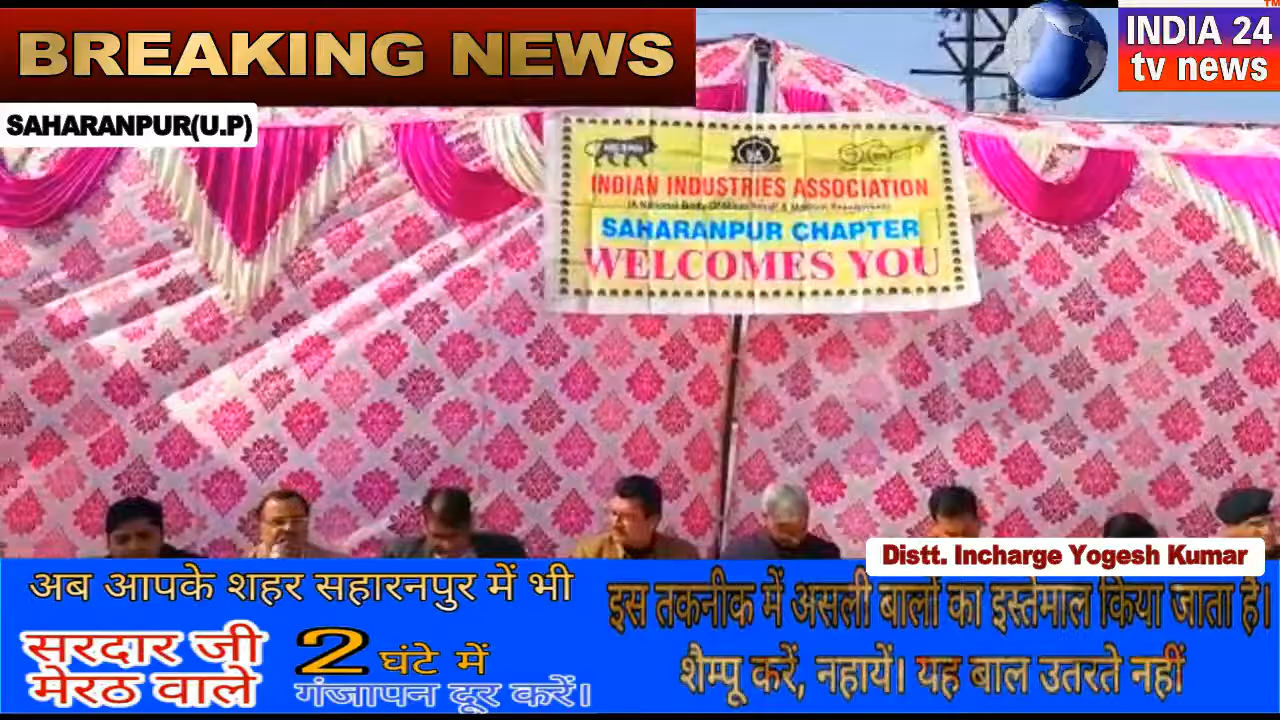 BREAKING NEWS
INDIA 24
tv news
TM
SAHARANPUR(U.P)
INDIAN INDUSTRIES ASSOCIATION
SAHARANPUR CHAPTER
WELCOMES YOU
Distt. Incharge Yogesh Kumar
अब आपके शहर सहारनपुर में भी
सरदार जी
मेरठ वाले
2 घंटे में
गंजापन दूर करें।
इस तकनीक में असली बालों का इस्तेमाल किया जाता है।
शैम्पू करें, नहायें। यह बाल उतरते नहीं